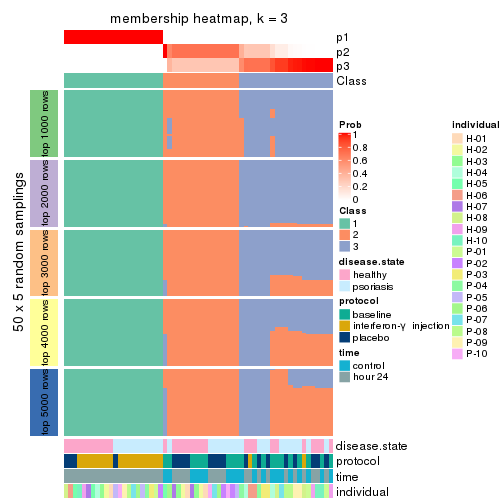 membership heatmap, k = 3
p1
p2
p3
Class
50 x 5 random samplings
top 1000 rows
top 2000 rows
top 3000 rows
top 4000 rows
top 5000 rows
disease.state
protocol
time
individual
Prob
1
0.8
0.6
0.4
0.2
0
Class
1
2
3
disease.state
healthy
psoriasis
protocol
baseline
interferon-γ injection
placebo
time
control
hour 24
individual
H-01
H-02
H-03
H-04
H-05
H-06
H-07
H-08
H-09
H-10
P-01
P-02
P-03
P-04
P-05
P-06
P-07
P-08
P-09
P-10